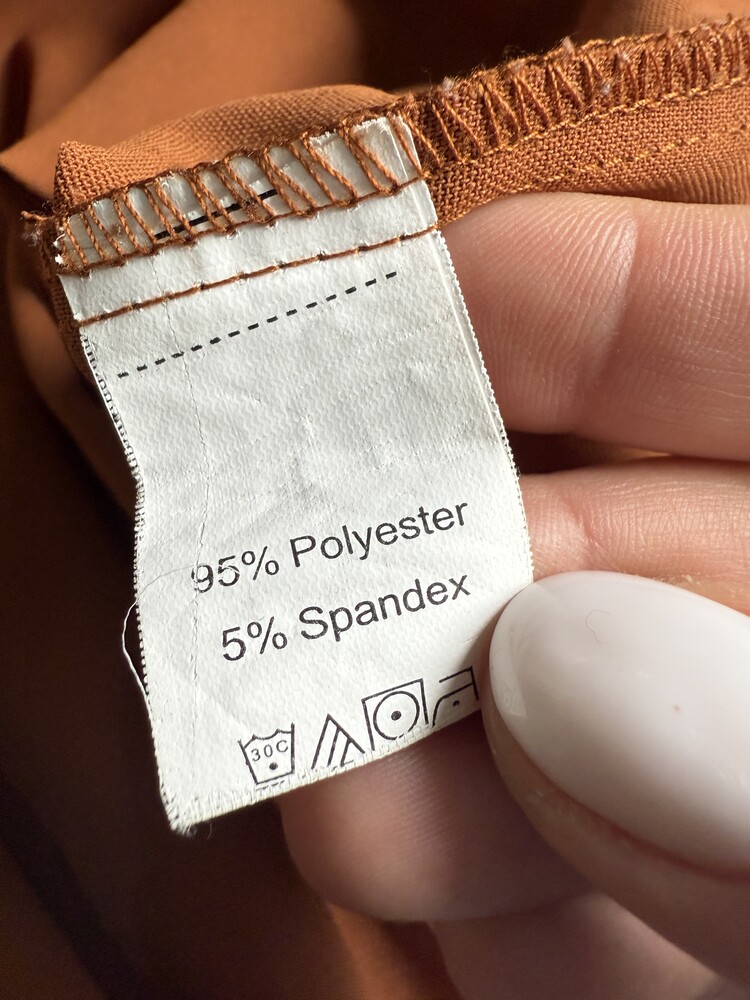 95% Polyester
5% Spandex
30C